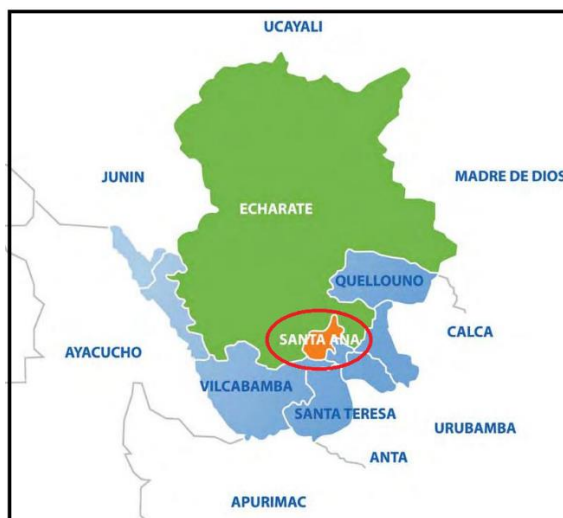 UCAYALI
JUNIN
MADRE DE DIOS
ECHARATE
QUELLOUNO
CALCA
SANTA ANA
AYACUCHO
VILCABAMBA
SANTA TERESA
URUBAMBA
ANTA
APURIMAC